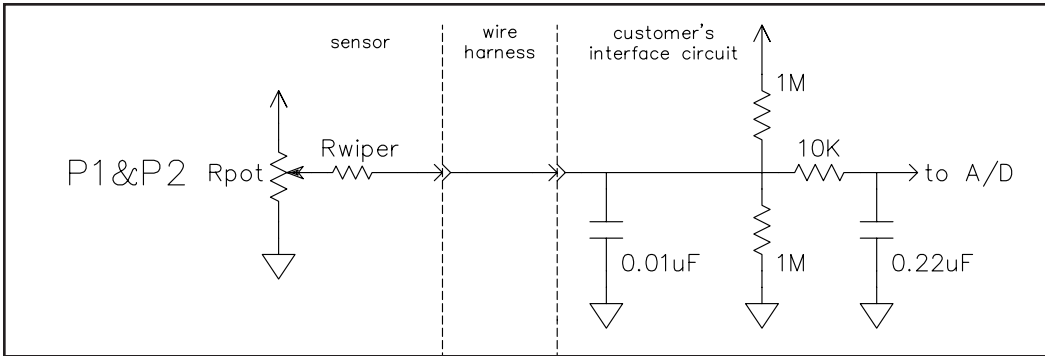 sensor
wire
harness
customer's
interface circuit
1M
P1&P2
Rpot
Rwiper
10K
to A/D
0.01uF
1M
0.22uF